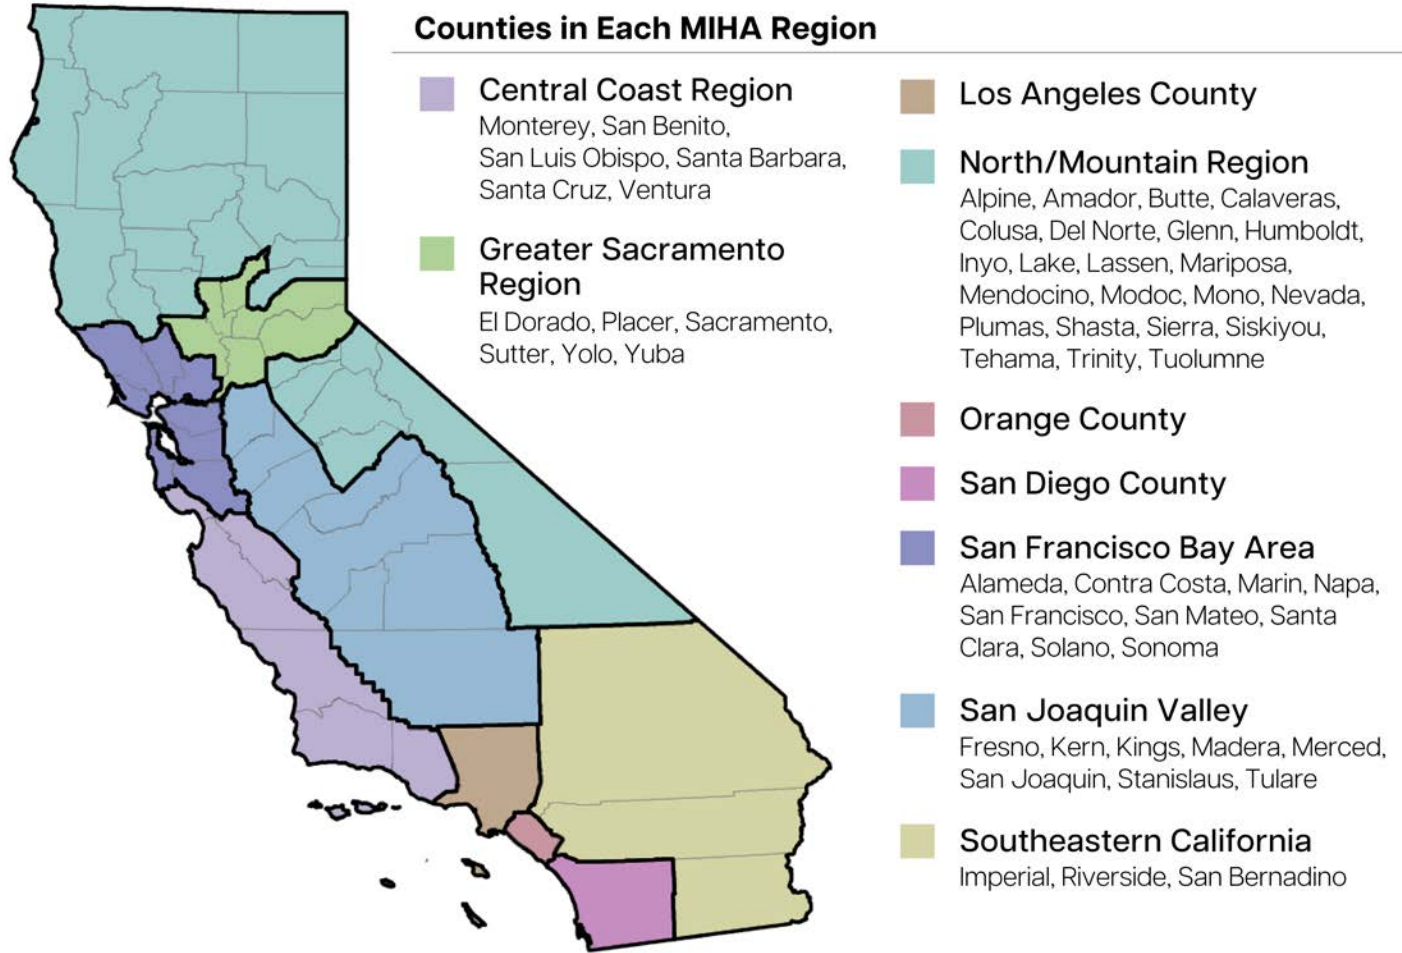 Counties in Each MIHA Region
Central Coast Region
Monterey, San Benito,
San Luis Obispo, Santa Barbara,
Santa Cruz, Ventura
Greater Sacramento
Region
El Dorado, Placer, Sacramento,
Sutter, Yolo, Yuba
Los Angeles County
North/Mountain Region
Alpine, Amador, Butte, Calaveras,
Colusa, Del Norte, Glenn, Humboldt,
Inyo, Lake, Lassen, Mariposa,
Mendocino, Modoc, Mono, Nevada,
Plumas, Shasta, Sierra, Siskiyou,
Tehama, Trinity, Tuolumne
Orange County
San Diego County
San Francisco Bay Area
Alameda, Contra Costa, Marin, Napa,
San Francisco, San Mateo, Santa
Clara, Solano, Sonoma
San Joaquin Valley
Fresno, Kern, Kings, Madera, Merced,
San Joaquin, Stanislaus, Tulare
Southeastern California
Imperial, Riverside, San Bernadino